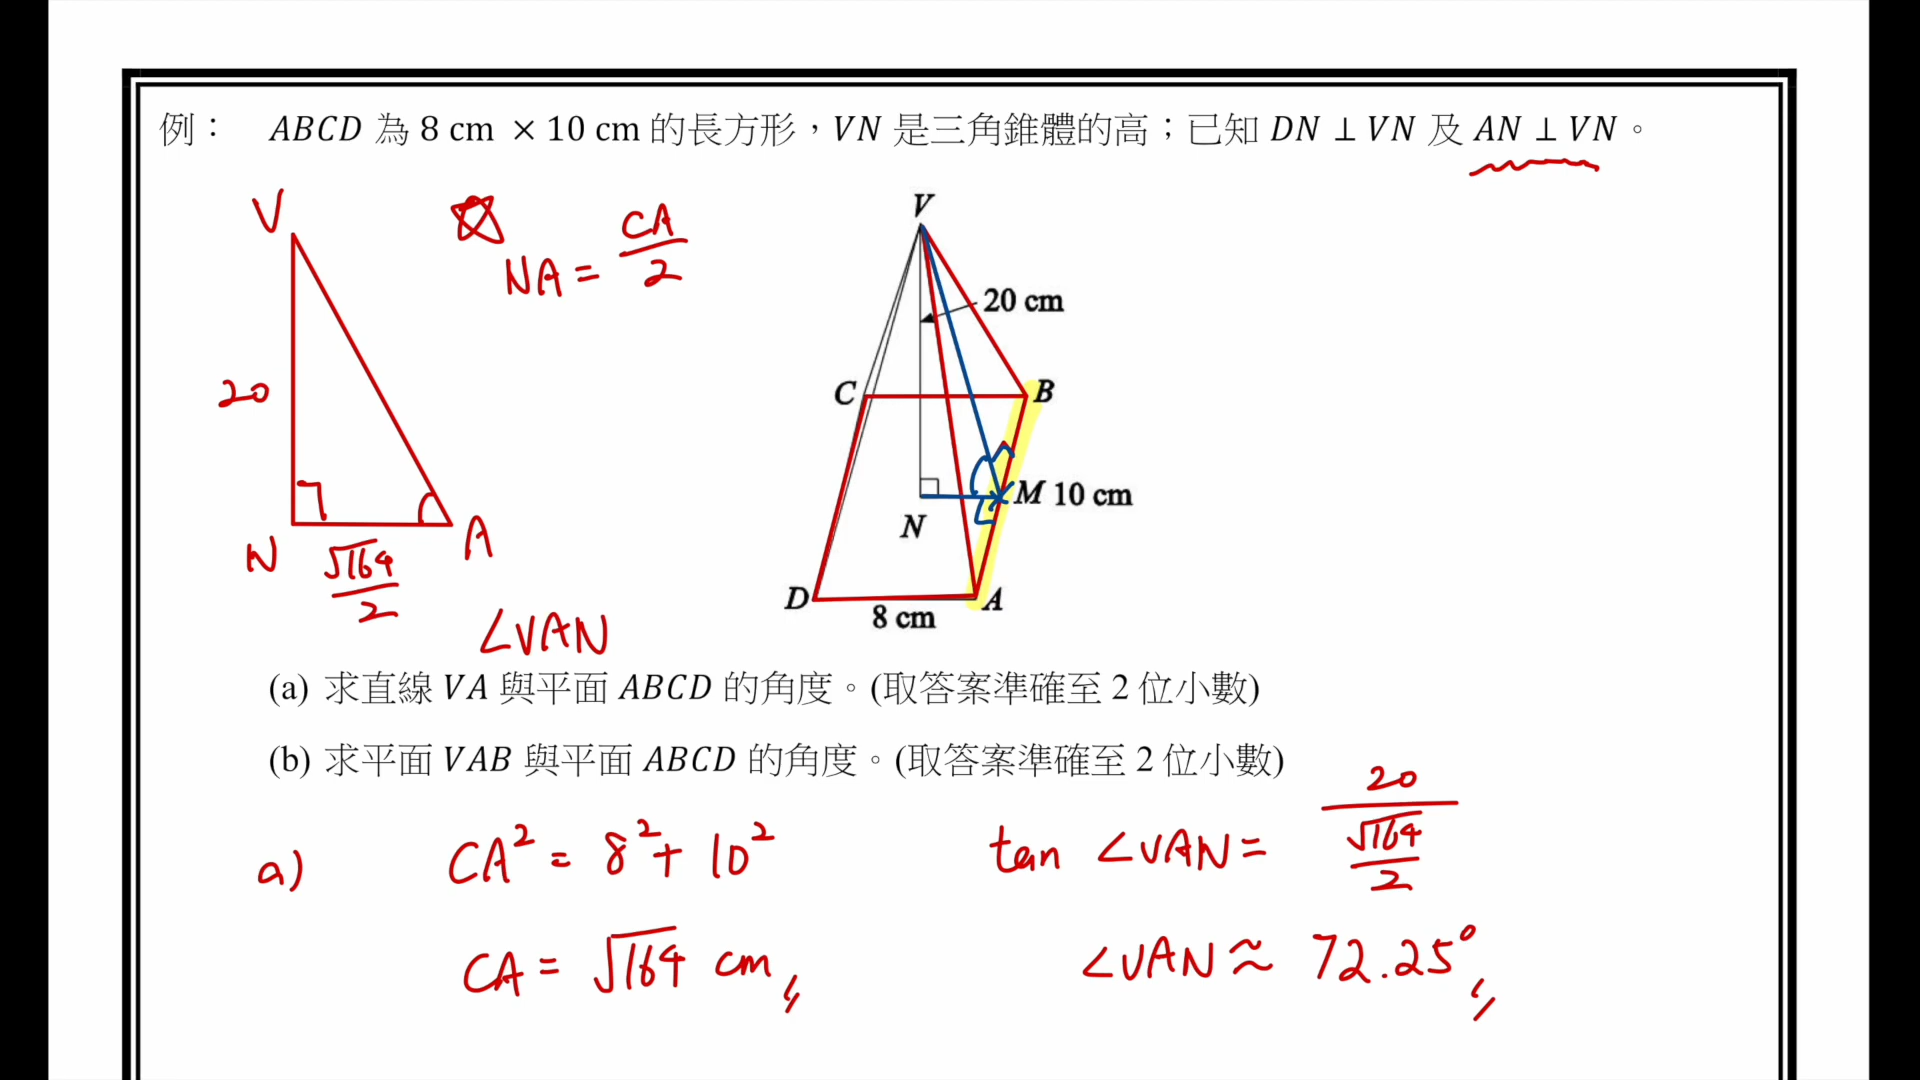 例： ABCD 為 8 cm × 10 cm 的長方形，VN 是三角錐體的高；已知 DN ⊥ VN 及 AN ⊥ VN。
V
20
N
A
√164/2
NA = CA/2
∠VAN
V
20 cm
C
B
M 10 cm
N
D
A
8 cm
(a) 求直線 VA 與平面 ABCD 的角度。(取答案準確至 2 位小數)
(b) 求平面 VAB 與平面 ABCD 的角度。(取答案準確至 2 位小數)
a)
CA² = 8² + 10²
CA = √164 cm
tan ∠VAN = 20/(√164/2)
∠VAN ≈ 72.25°